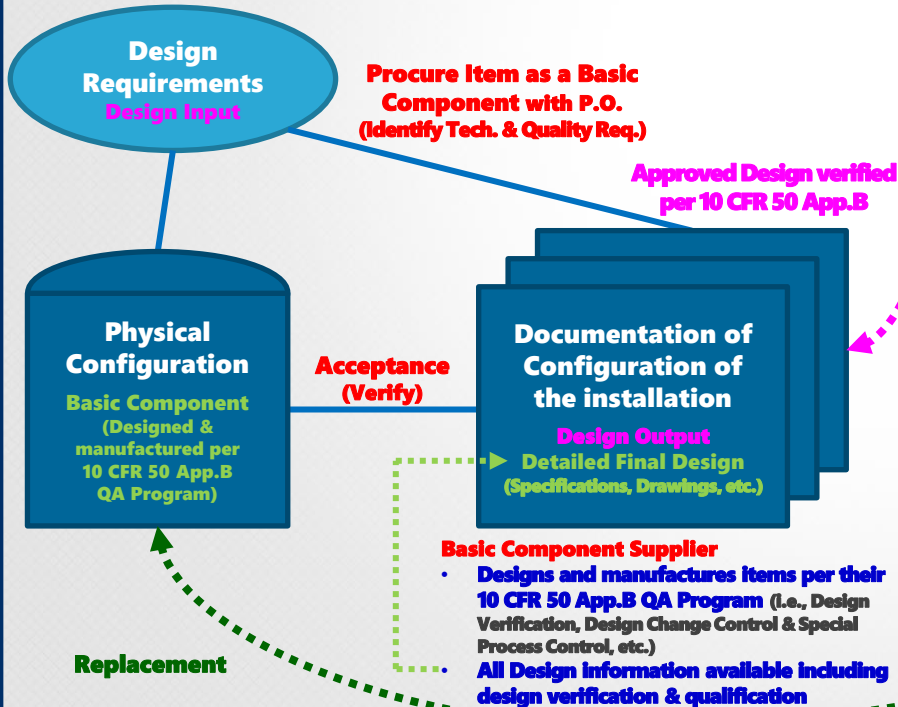 Design
Requirements
Design Input
Procure Item as a Basic
Component with P.O.
(Identify Tech. & Quality Req.)
Approved Design verified
per 10 CFR 50 App.B
Physical
Configuration
Basic Component
(Designed &
manufactured per
10 CFR 50 App.B
QA Program)
Acceptance
(Verify)
Documentation of
Configuration of
the installation
Design Output
Detailed Final Design
(Specifications, Drawings, etc.)
Basic Component Supplier
• Designs and manufactures items per their
10 CFR 50 App.B QA Program (i.e., Design
Verification, Design Change Control & Special
Process Control, etc.)
• All Design information available including
design verification & qualification
Replacement